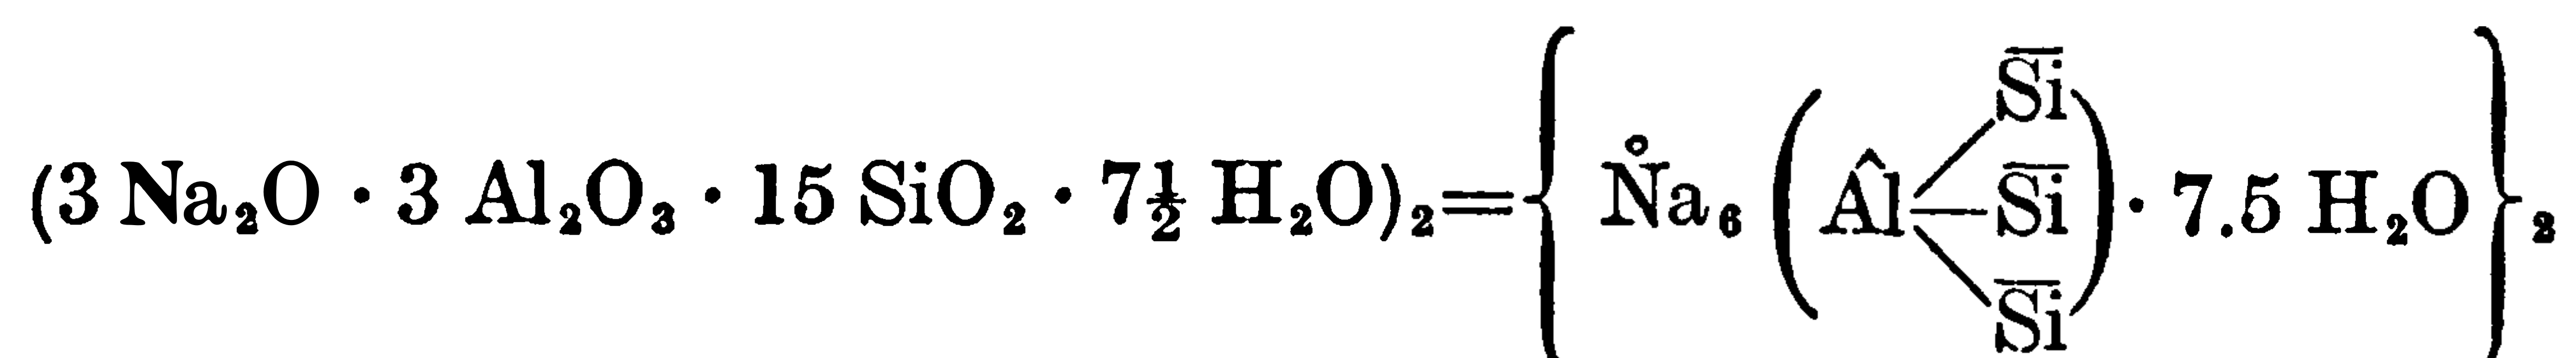 Si̅
(3 Na₂O · 3 Al₂O₃ · 15 SiO₂ · 7½ H₂O)₂ = { N̊a₆ ( Âl — Si̅ ) · 7.5 H₂O }₂
Si̅